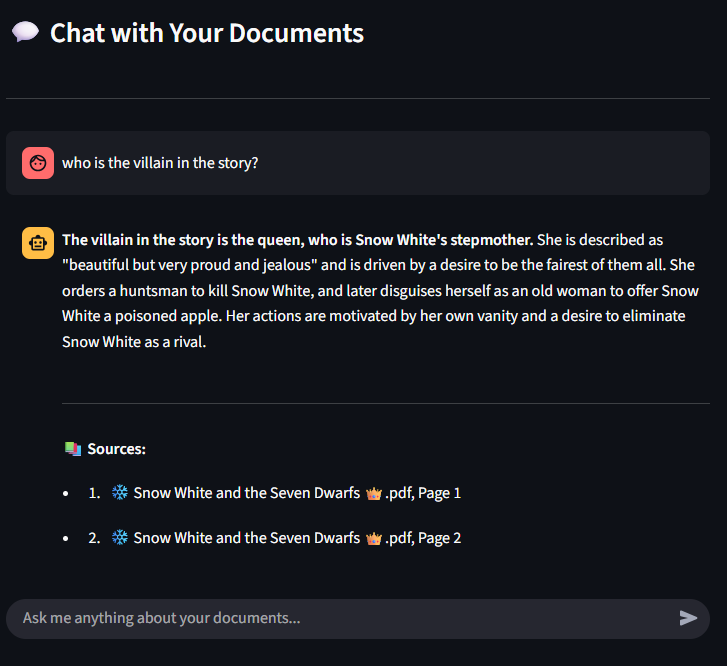 💬 Chat with Your Documents
who is the villain in the story?
The villain in the story is the queen, who is Snow White's stepmother. She is described as
"beautiful but very proud and jealous" and is driven by a desire to be the fairest of them all. She
orders a huntsman to kill Snow White, and later disguises herself as an old woman to offer Snow
White a poisoned apple. Her actions are motivated by her own vanity and a desire to eliminate
Snow White as a rival.
📚 Sources:
• 1. ❄️ Snow White and the Seven Dwarfs 👑.pdf, Page 1
• 2. ❄️ Snow White and the Seven Dwarfs 👑.pdf, Page 2
Ask me anything about your documents...